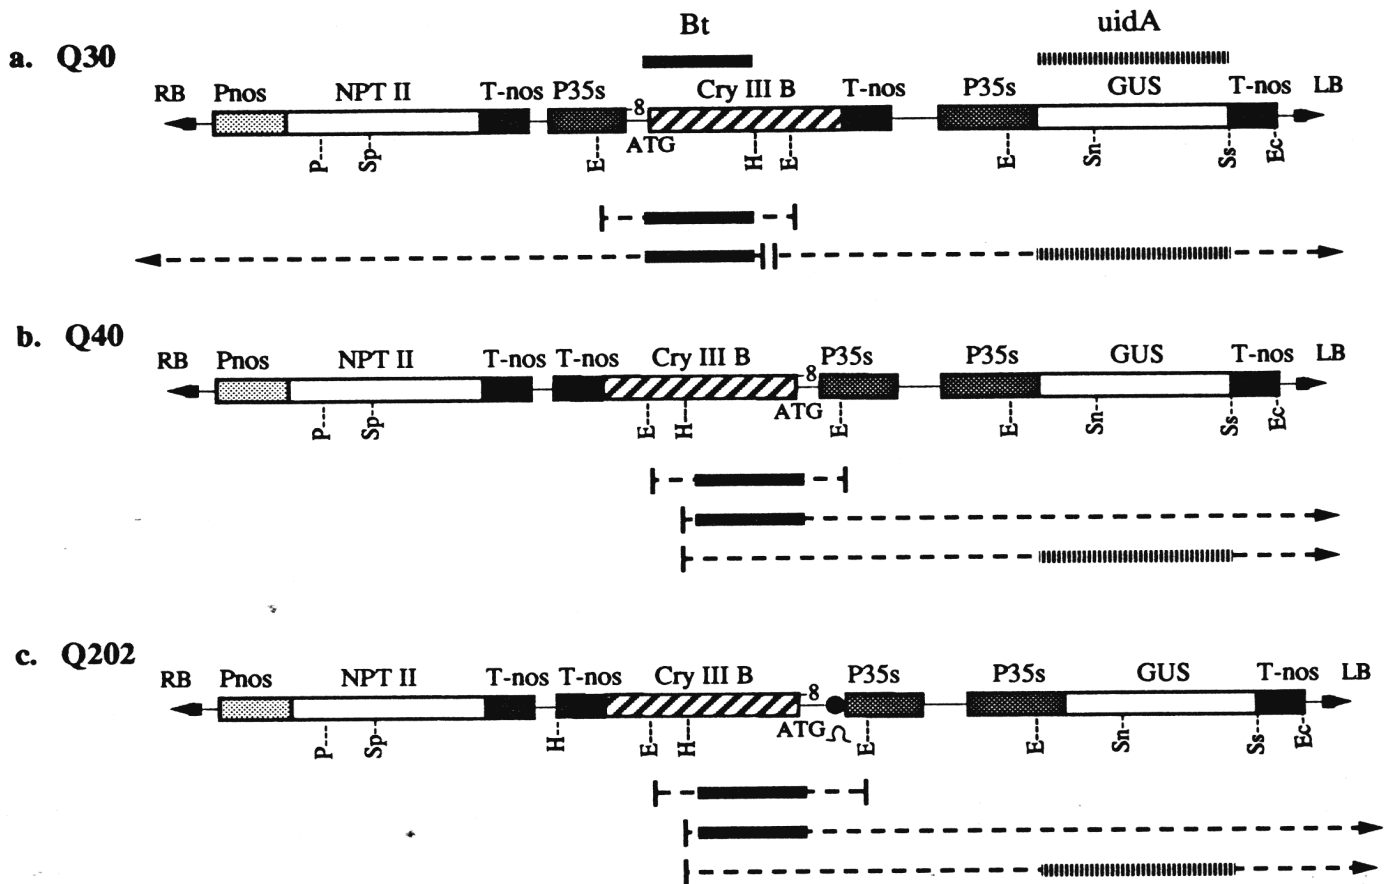 Bt uidA
a. Q30
RB Pnos NPT II T-nos P35s 8 Cry III B T-nos P35s GUS T-nos LB
ATG
P Sp E H E E Sn Ss Ec
b. Q40
RB Pnos NPT II T-nos T-nos Cry III B 8 P35s P35s GUS T-nos LB
ATG
P Sp E H E E Sn Ss Ec
c. Q202
RB Pnos NPT II T-nos T-nos Cry III B 8 P35s P35s GUS T-nos LB
ATG Ω
P Sp H E H E E Sn Ss Ec